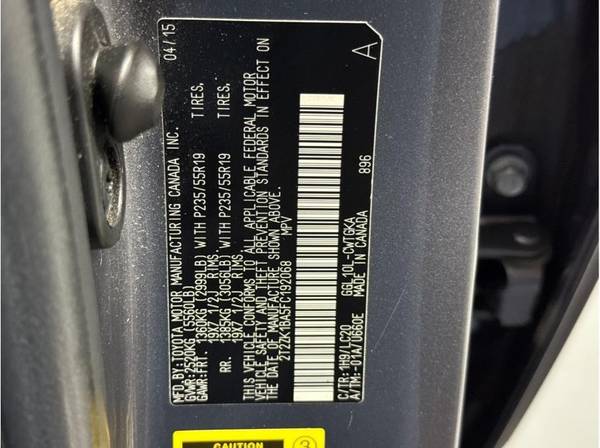 MFD.BY:TOYOTA MOTOR MANUFACTURING CANADA INC. 04/15
GVWR:2520KG(5560LB)
GAWR:FRT. 1360KG(2999LB) WITH P235/55R19 TIRES.
19X7 1/2J RIMS
RR. 1385KG(3055LB) WITH P235/55R19 TIRES.
19X7 1/2J RIMS
THIS VEHICLE CONFORMS TO ALL APPLICABLE FEDERAL MOTOR
VEHICLE SAFETY AND THEFT PREVENTION STANDARDS IN EFFECT ON
THE DATE OF MANUFACTURE SHOWN ABOVE.
2T2ZK1BA5FC192068 MPV
C/TR:1H9/LC20 GGL10L-CWTGKA 896
A/TM:-01A/U660E MADE IN CANADA
A
CAUTION